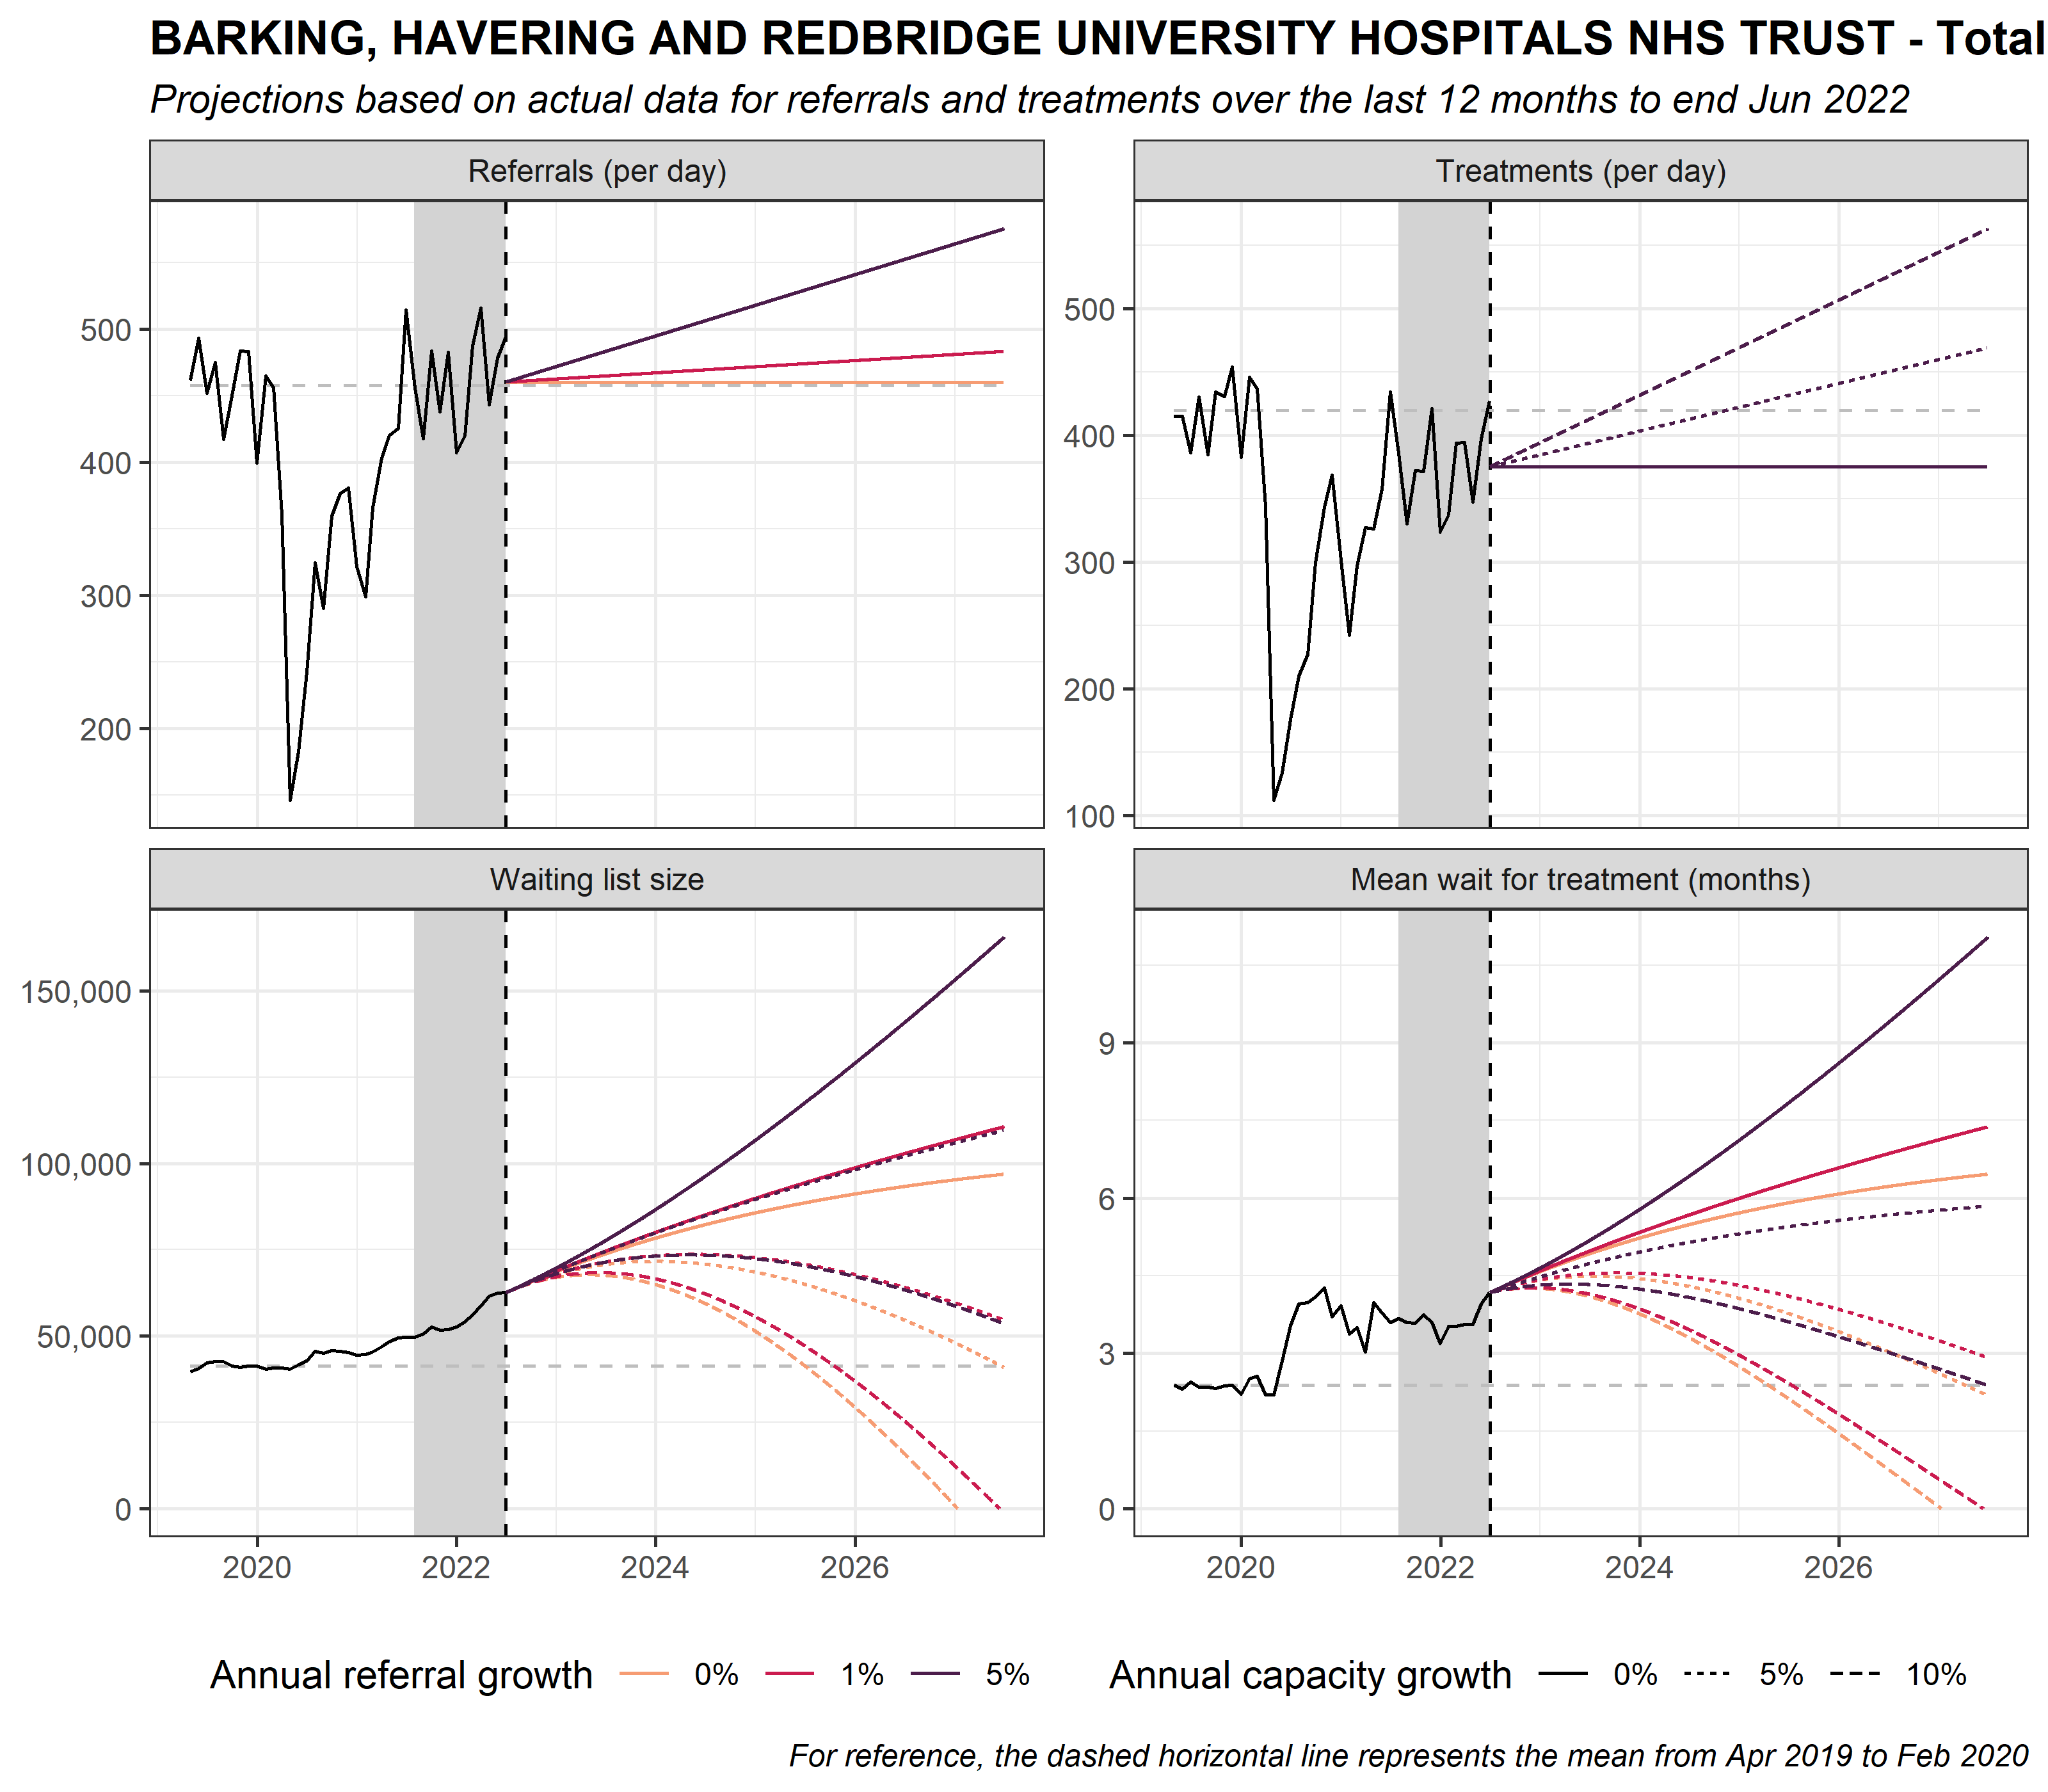 BARKING, HAVERING AND REDBRIDGE UNIVERSITY HOSPITALS NHS TRUST - Total
Projections based on actual data for referrals and treatments over the last 12 months to end Jun 2022
Referrals (per day)
500
400
300
200
Treatments (per day)
500
400
300
200
100
Waiting list size
150,000
100,000
50,000
0
2020 2022 2024 2026
Mean wait for treatment (months)
9
6
3
0
2020 2022 2024 2026
Annual referral growth 0% 1% 5%
Annual capacity growth 0% 5% 10%
For reference, the dashed horizontal line represents the mean from Apr 2019 to Feb 2020